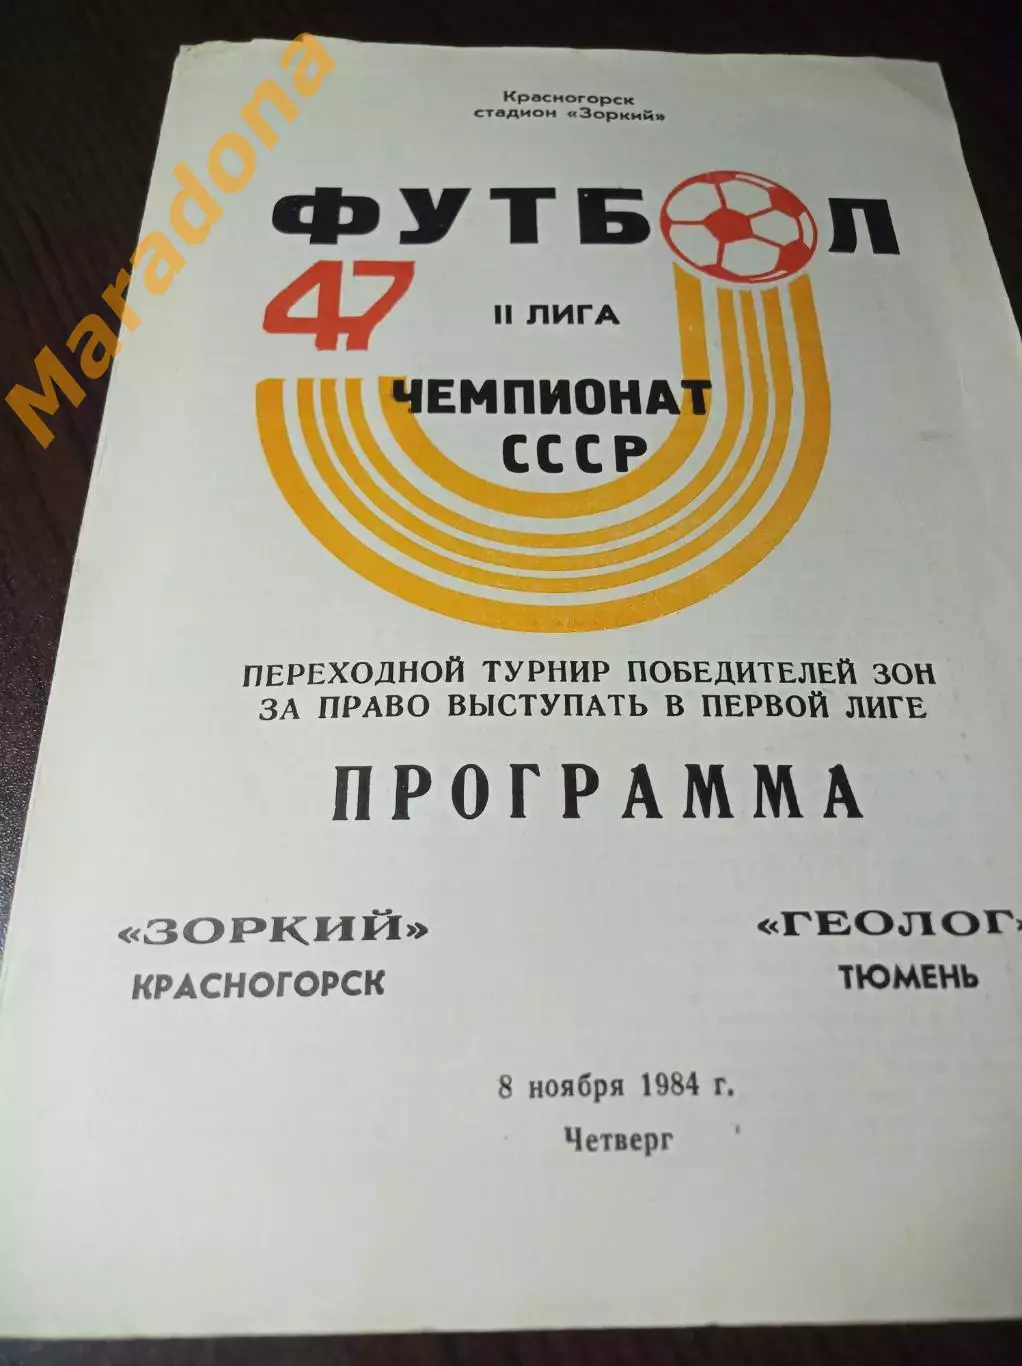 Maradona
Красногорск
стадион «Зоркий»
ФУТБОЛ
47
II ЛИГА
ЧЕМПИОНАТ
СССР
ПЕРЕХОДНОЙ ТУРНИР ПОБЕДИТЕЛЕЙ ЗОН
ЗА ПРАВО ВЫСТУПАТЬ В ПЕРВОЙ ЛИГЕ
ПРОГРАММА
«ЗОРКИЙ»
КРАСНОГОРСК
«ГЕОЛОГ»
ТЮМЕНЬ
8 ноября 1984 г.
Четверг